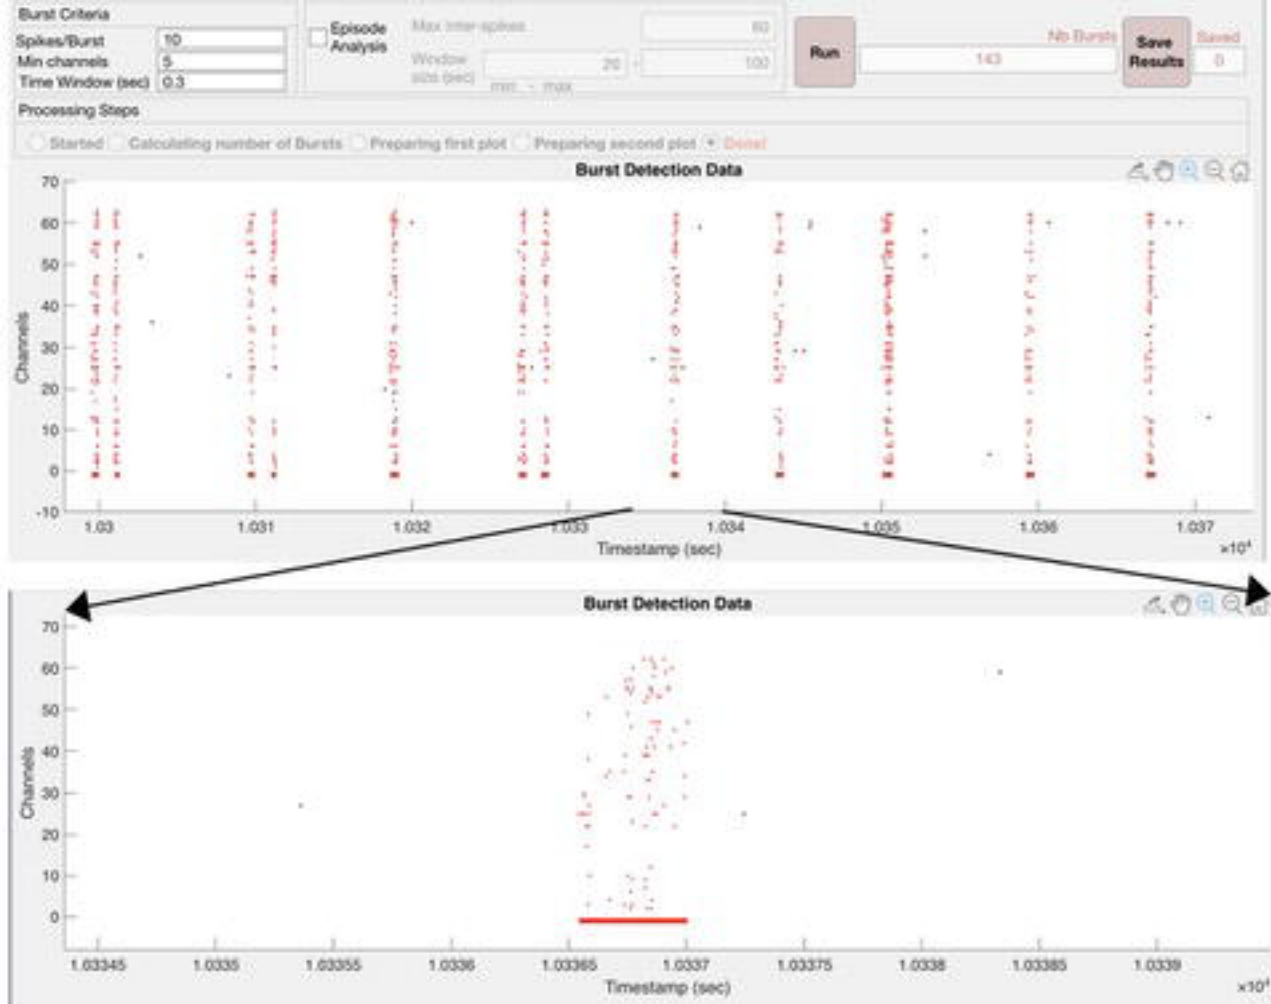 Burst Criteria
Spikes/Burst 10
Min channels 5
Time Window (sec) 0.3
Episode Analysis
Max inter-spikes 60
Window size (sec) 20 - 100
min - max
Run
Nb Bursts
143
Save Results
Saved
0
Processing Steps
Started Calculating number of Bursts Preparing first plot Preparing second plot Done!
Burst Detection Data
70
60
50
40
30
20
10
0
-10
Channels
1.03 1.031 1.032 1.033 1.034 1.035 1.036 1.037
Timestamp (sec)
×10⁴
Burst Detection Data
70
60
50
40
30
20
10
0
Channels
1.03345 1.0335 1.03355 1.0336 1.03365 1.0337 1.03375 1.0338 1.03385 1.0339
Timestamp (sec)
×10⁴